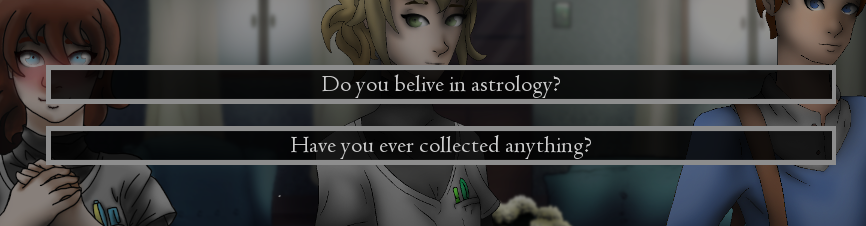 Do you belive in astrology?
Have you ever collected anything?